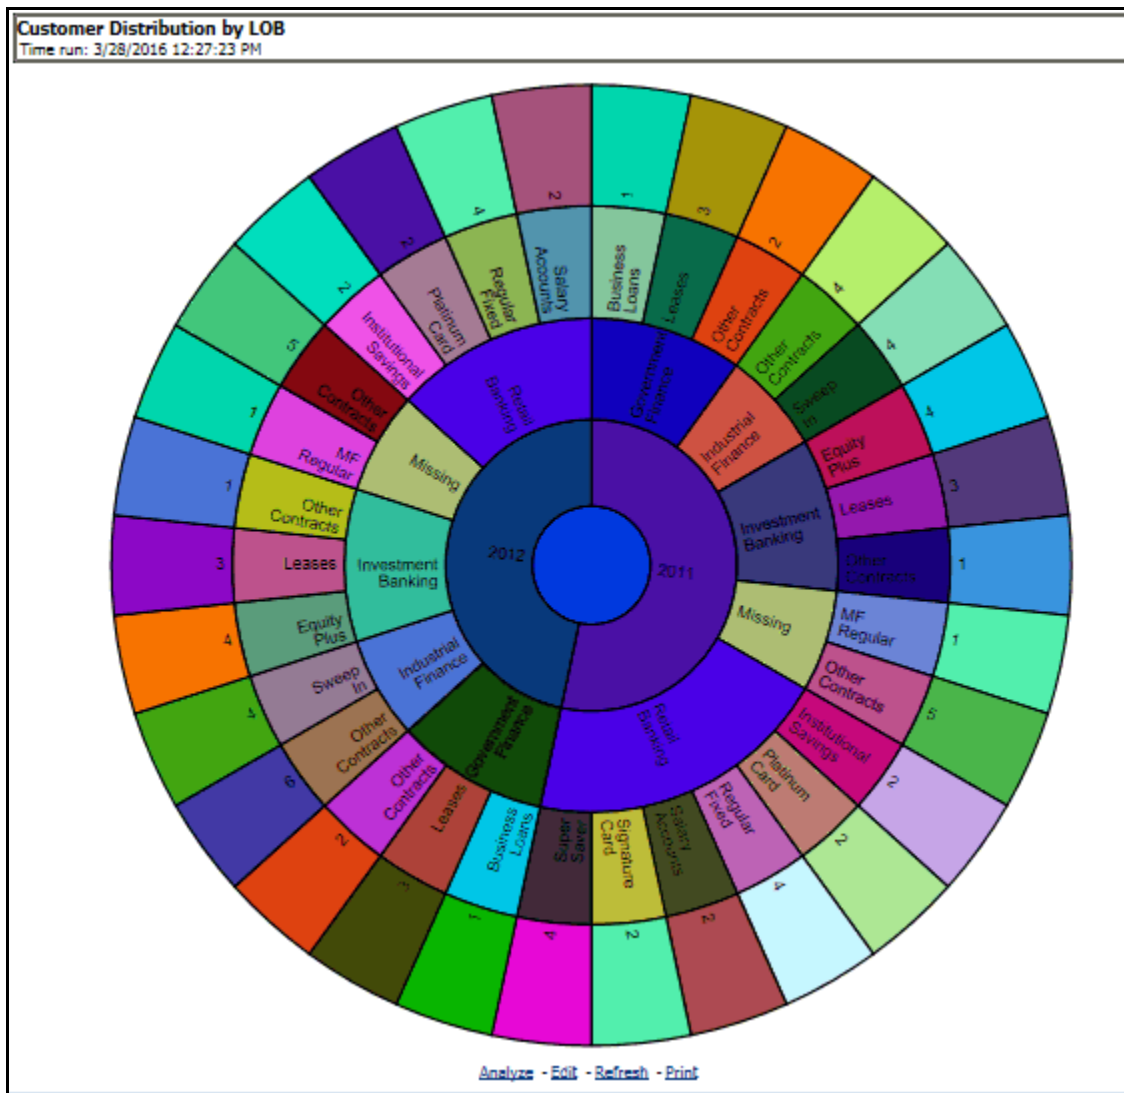 Customer Distribution by LOB
Time run: 3/28/2016 12:27:23 PM
2011
Government
Finance
Business
Loans
1
Leases
3
Other
Contracts
2
Industrial
Finance
Other
Contracts
4
Sweep
In
4
Investment
Banking
Equity
Plus
4
Leases
3
Other
Contracts
1
Missing
MF
Regular
1
Other
Contracts
5
Retail
Banking
Institutional
Savings
2
Platinum
Card
2
Regular
Fixed
4
Salary
Accounts
2
Signature
Card
2
Super
Saver
4
2012
Government
Finance
Business
Loans
1
Leases
3
Other
Contracts
2
Industrial
Finance
Other
Contracts
6
Sweep
In
4
Investment
Banking
Equity
Plus
4
Leases
3
Other
Contracts
1
Missing
MF
Regular
1
Other
Contracts
5
Retail
Banking
Institutional
Savings
2
Platinum
Card
2
Regular
Fixed
4
Salary
Accounts
2
Analyze - Edit - Refresh - Print